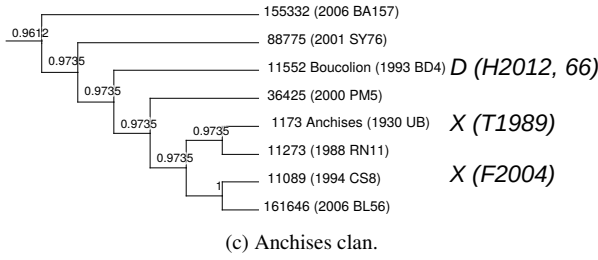 155332 (2006 BA157)
0.9612
88775 (2001 SY76)
0.9735
11552 Boucolion (1993 BD4) D (H2012, 66)
0.9735
36425 (2000 PM5)
0.9735
1173 Anchises (1930 UB) X (T1989)
0.9735
0.9735
11273 (1988 RN11)
11089 (1994 CS8) X (F2004)
1
161646 (2006 BL56)
(c) Anchises clan.